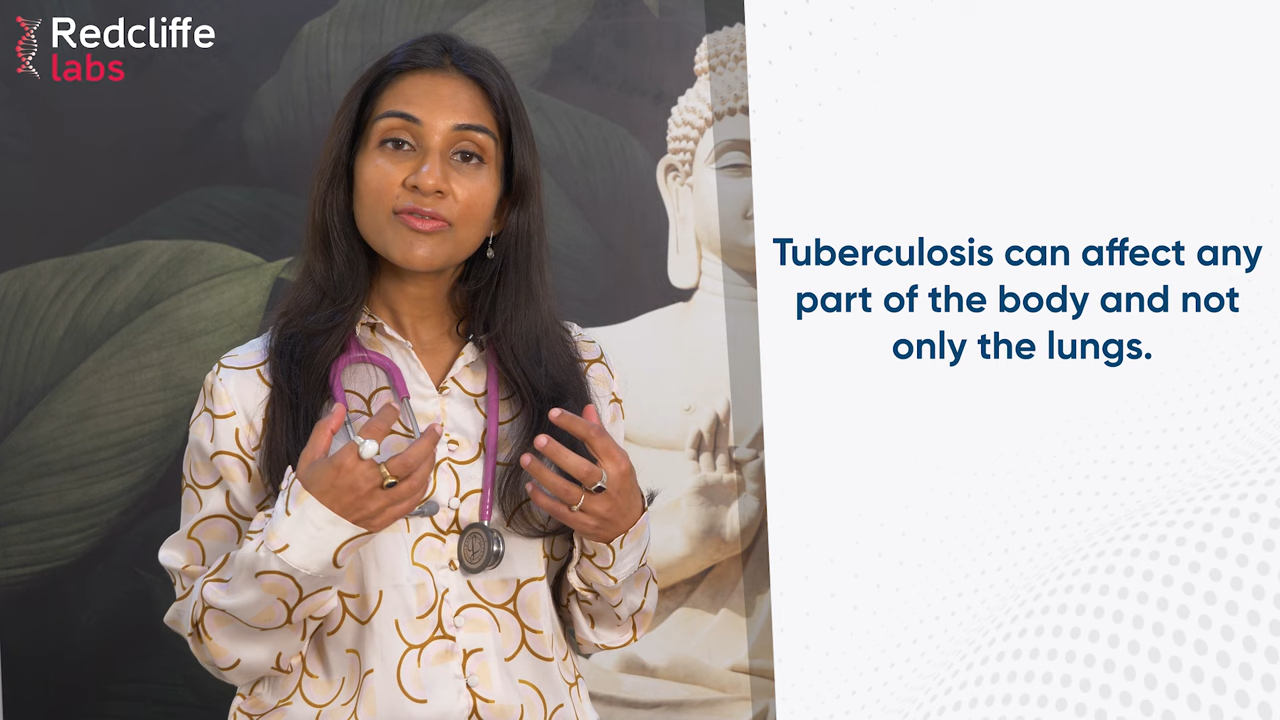 Redcliffe
labs
Tuberculosis can affect any
part of the body and not
only the lungs.